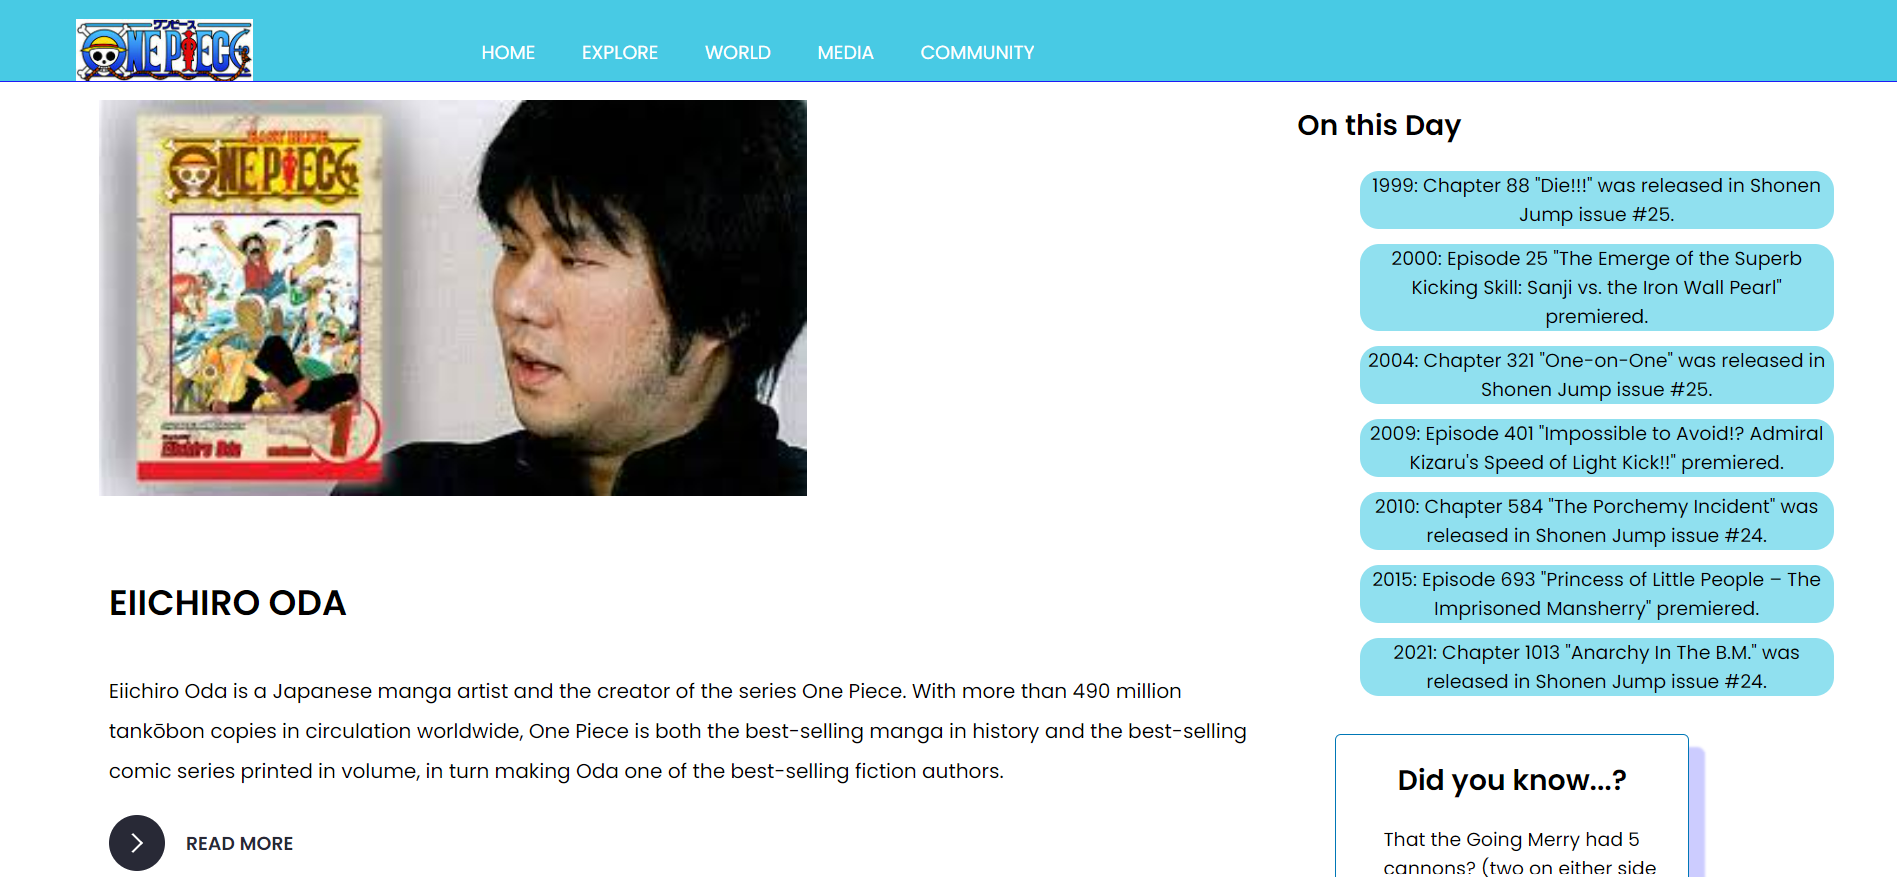 ワンピース
ONE PIECE
HOME
EXPLORE
WORLD
MEDIA
COMMUNITY
ONE PIECE
1
Eiichiro Oda
EIICHIRO ODA
Eiichiro Oda is a Japanese manga artist and the creator of the series One Piece. With more than 490 million
tankōbon copies in circulation worldwide, One Piece is both the best-selling manga in history and the best-selling
comic series printed in volume, in turn making Oda one of the best-selling fiction authors.
READ MORE
On this Day
1999: Chapter 88 "Die!!!" was released in Shonen
Jump issue #25.
2000: Episode 25 "The Emerge of the Superb
Kicking Skill: Sanji vs. the Iron Wall Pearl"
premiered.
2004: Chapter 321 "One-on-One" was released in
Shonen Jump issue #25.
2009: Episode 401 "Impossible to Avoid!? Admiral
Kizaru's Speed of Light Kick!!" premiered.
2010: Chapter 584 "The Porchemy Incident" was
released in Shonen Jump issue #24.
2015: Episode 693 "Princess of Little People – The
Imprisoned Mansherry" premiered.
2021: Chapter 1013 "Anarchy In The B.M." was
released in Shonen Jump issue #24.
Did you know...?
That the Going Merry had 5
cannons? (two on either side